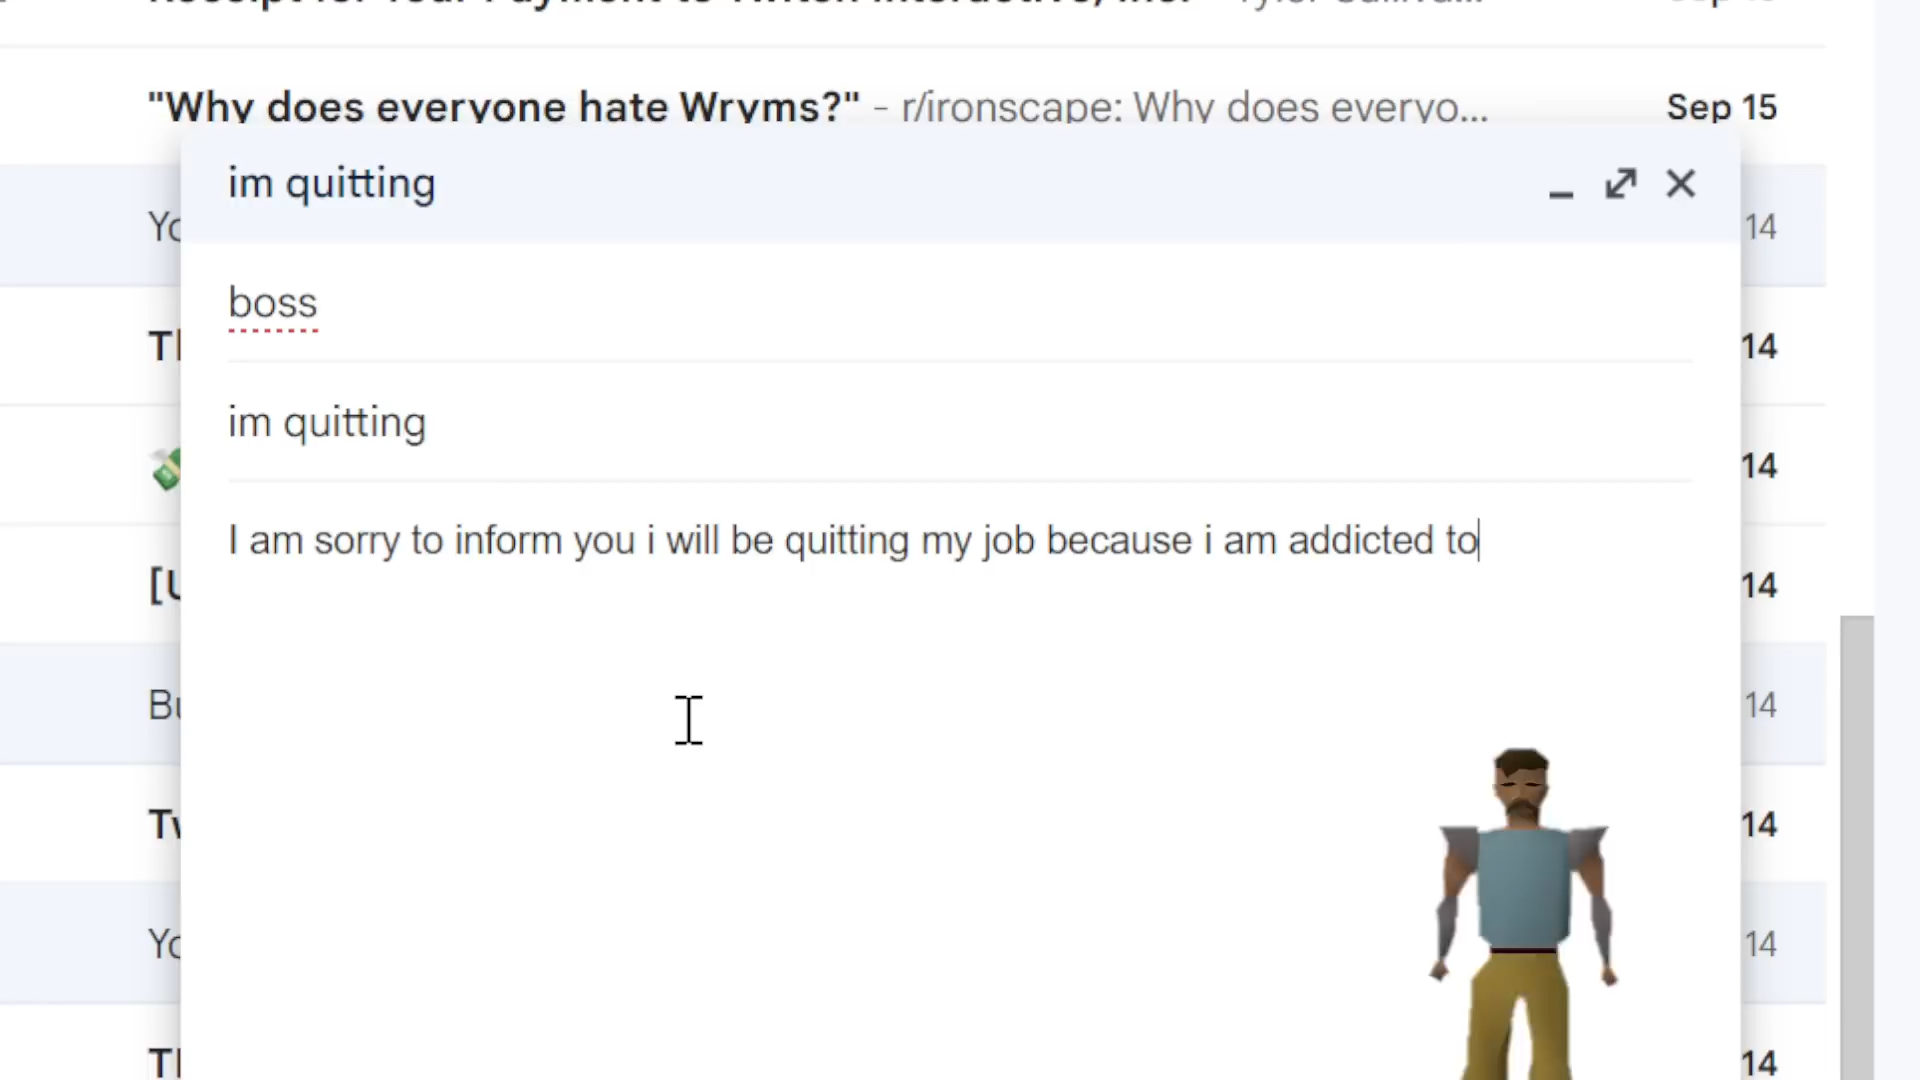 "Why does everyone hate Wryms?" - r/ironscape: Why does everyo... Sep 15
im quitting
14
boss
14
im quitting
14
I am sorry to inform you i will be quitting my job because i am addicted to
14
14
14
14
14